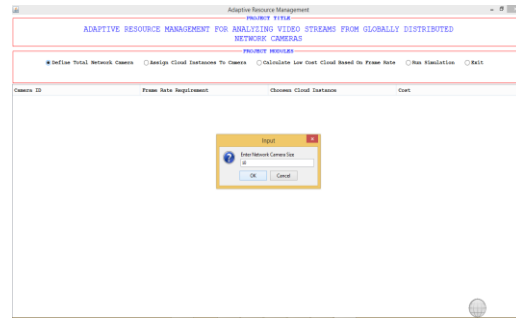 Adaptive Resource Management
PROJECT TITLE
ADAPTIVE RESOURCE MANAGEMENT FOR ANALYZING VIDEO STREAMS FROM GLOBALLY DISTRIBUTED
NETWORK CAMERAS
PROJECT MODULES
Define Total Network Camera Assign Cloud Instances To Camera Calculate Low Cost Cloud Based On Frame Rate Run Simulation Exit
Camera ID Frame Rate Requirement Choosen Cloud Instance Cost
Input
Enter Network Camera Size
OK Cancel